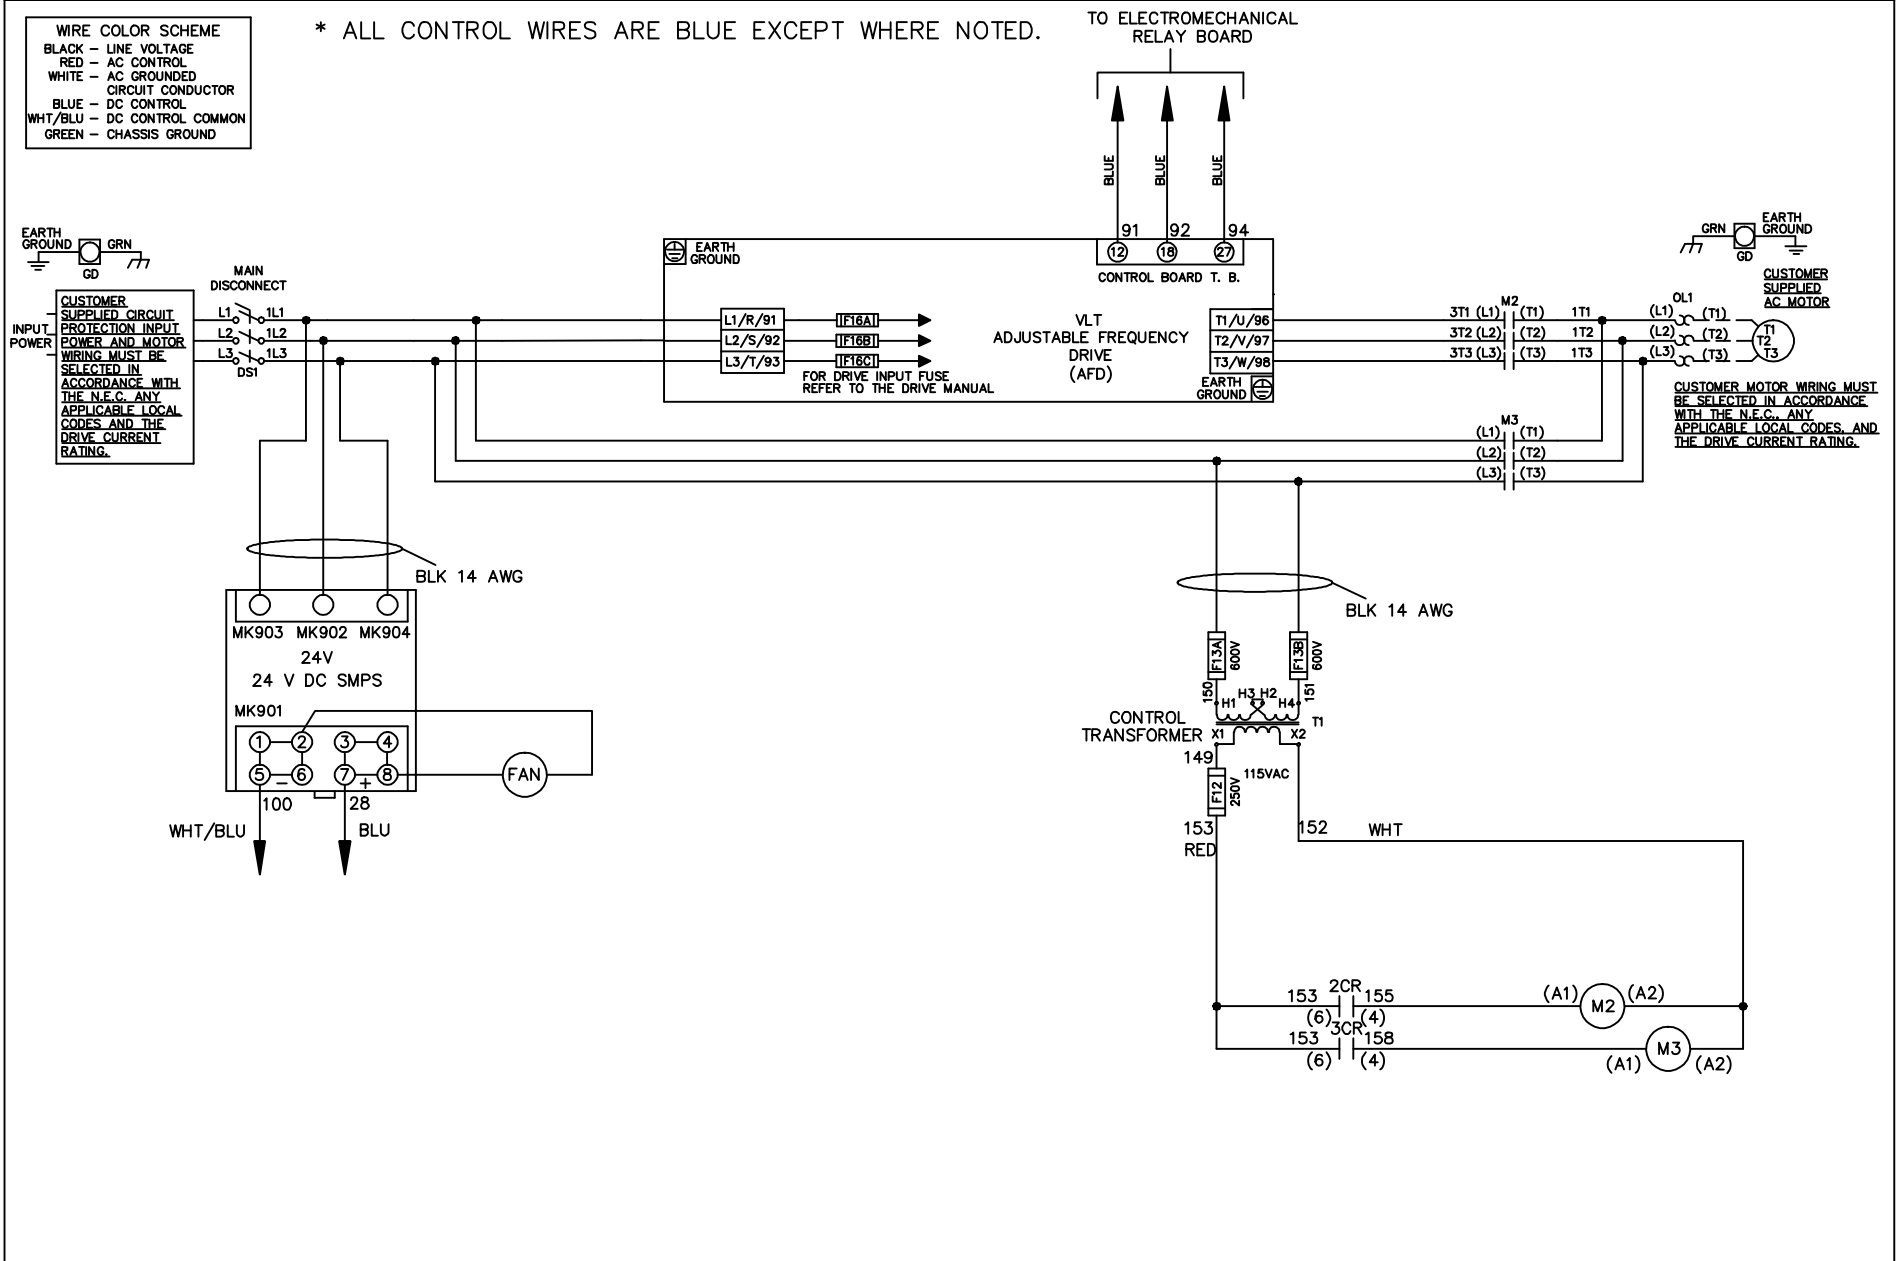 WIRE COLOR SCHEME
BLACK – LINE VOLTAGE
RED – AC CONTROL
WHITE – AC GROUNDED
CIRCUIT CONDUCTOR
BLUE – DC CONTROL
WHT/BLU – DC CONTROL COMMON
GREEN – CHASSIS GROUND
* ALL CONTROL WIRES ARE BLUE EXCEPT WHERE NOTED.
TO ELECTROMECHANICAL
RELAY BOARD
BLUE
BLUE
BLUE
91 92 94
12 18 27
CONTROL BOARD T. B.
EARTH
GROUND
GRN
GD
MAIN
DISCONNECT
INPUT
POWER
CUSTOMER
SUPPLIED CIRCUIT
PROTECTION INPUT
POWER AND MOTOR
WIRING MUST BE
SELECTED IN
ACCORDANCE WITH
THE N.E.C. ANY
APPLICABLE LOCAL
CODES AND THE
DRIVE CURRENT
RATING.
L1 1L1
L2 1L2
L3 1L3
DS1
EARTH
GROUND
L1/R/91
L2/S/92
L3/T/93
IF16A
IF16B
IF16C
FOR DRIVE INPUT FUSE
REFER TO THE DRIVE MANUAL
VLT
ADJUSTABLE FREQUENCY
DRIVE
(AFD)
T1/U/96
T2/V/97
T3/W/98
EARTH
GROUND
M2
3T1 (L1) (T1) 1T1
3T2 (L2) (T2) 1T2
3T3 (L3) (T3) 1T3
OL1
(L1) (T1)
(L2) (T2)
(L3) (T3)
T1
T2
T3
GRN
GD
EARTH
GROUND
CUSTOMER
SUPPLIED
AC MOTOR
CUSTOMER MOTOR WIRING MUST
BE SELECTED IN ACCORDANCE
WITH THE N.E.C., ANY
APPLICABLE LOCAL CODES, AND
THE DRIVE CURRENT RATING.
M3
(L1) (T1)
(L2) (T2)
(L3) (T3)
BLK 14 AWG
MK903 MK902 MK904
24V
24 V DC SMPS
MK901
1 2 3 4
5 – 6 7 + 8
FAN
100 28
WHT/BLU BLU
BLK 14 AWG
F13A
600V
F13B
600V
150
151
H1 H3 H2 H4
T1
CONTROL
TRANSFORMER
X1 X2
149
115VAC
F12
250V
153
RED
152 WHT
153 2CR 155
(6) (4)
(A1) M2 (A2)
153 3CR 158
(6) (4)
(A1) M3 (A2)